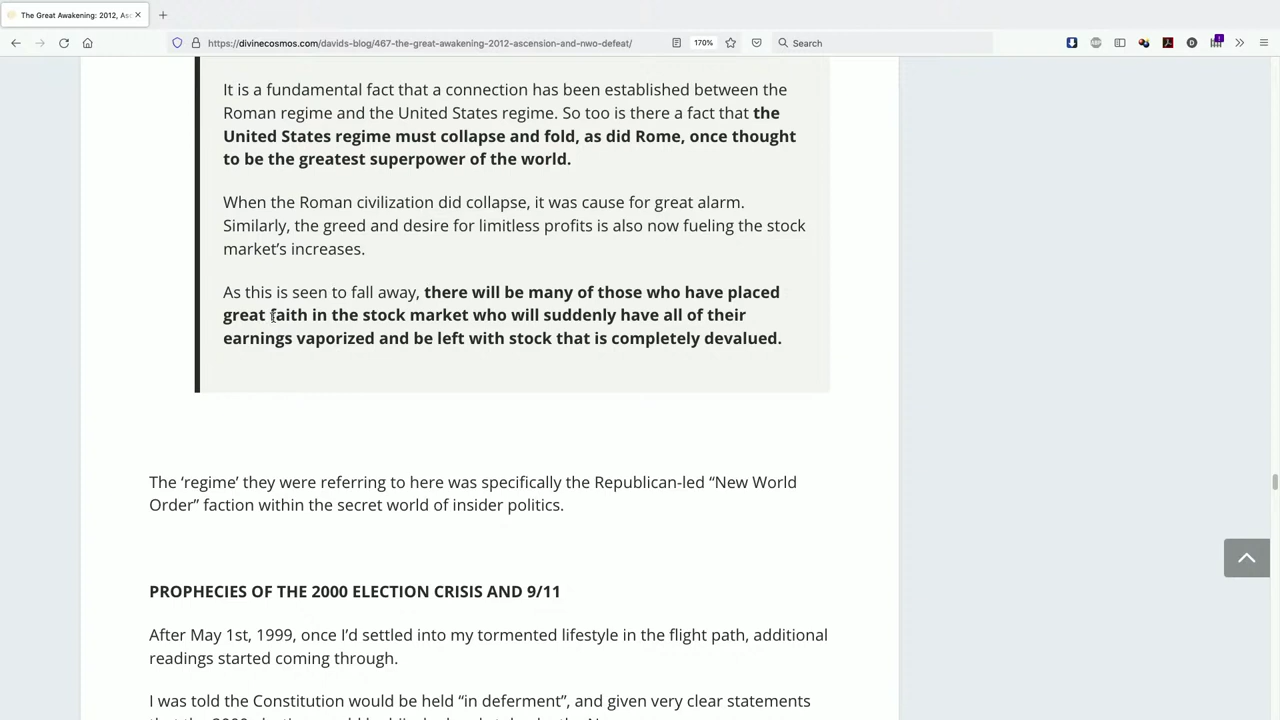 The Great Awakening: 2012, As
https://divinecosmos.com/davids-blog/467-the-great-awakening-2012-ascension-and-nwo-defeat/
170%
Search
It is a fundamental fact that a connection has been established between the
Roman regime and the United States regime. So too is there a fact that the
United States regime must collapse and fold, as did Rome, once thought
to be the greatest superpower of the world.
When the Roman civilization did collapse, it was cause for great alarm.
Similarly, the greed and desire for limitless profits is also now fueling the stock
market’s increases.
As this is seen to fall away, there will be many of those who have placed
great faith in the stock market who will suddenly have all of their
earnings vaporized and be left with stock that is completely devalued.
The ‘regime’ they were referring to here was specifically the Republican-led “New World
Order” faction within the secret world of insider politics.
PROPHECIES OF THE 2000 ELECTION CRISIS AND 9/11
After May 1st, 1999, once I’d settled into my tormented lifestyle in the flight path, additional
readings started coming through.
I was told the Constitution would be held “in deferment”, and given very clear statements